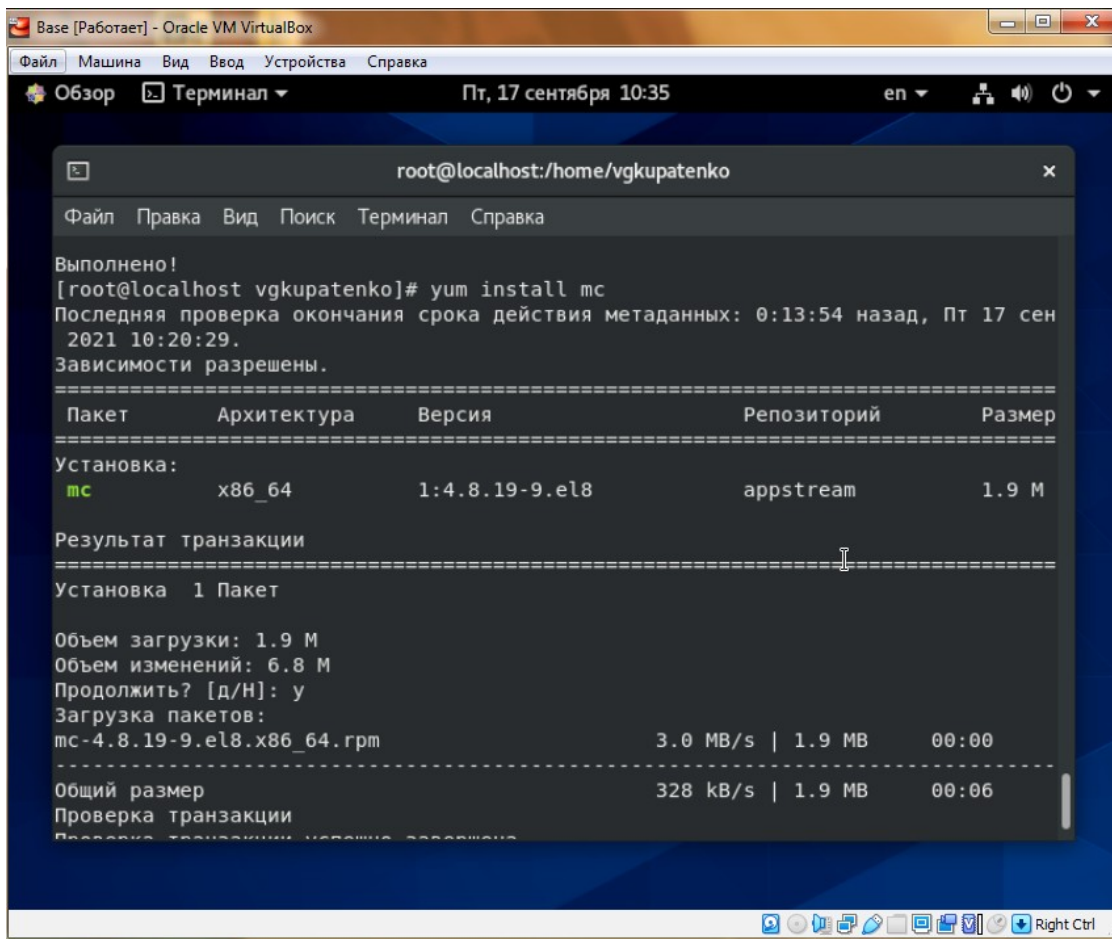 Base [Работает] - Oracle VM VirtualBox
Файл Машина Вид Ввод Устройства Справка
Обзор Терминал Пт, 17 сентября 10:35 en
root@localhost:/home/vgkupatenko
Файл Правка Вид Поиск Терминал Справка
Выполнено!
[root@localhost vgkupatenko]# yum install mc
Последняя проверка окончания срока действия метаданных: 0:13:54 назад, Пт 17 сен
2021 10:20:29.
Зависимости разрешены.
================================================================================
Пакет Архитектура Версия Репозиторий Размер
================================================================================
Установка:
mc x86_64 1:4.8.19-9.el8 appstream 1.9 M
Результат транзакции
================================================================================
Установка 1 Пакет
Объем загрузки: 1.9 M
Объем изменений: 6.8 M
Продолжить? [д/Н]: y
Загрузка пакетов:
mc-4.8.19-9.el8.x86_64.rpm 3.0 MB/s | 1.9 MB 00:00
--------------------------------------------------------------------------------
Общий размер 328 kB/s | 1.9 MB 00:06
Проверка транзакции
Проверка транзакции успешно завершена
Right Ctrl